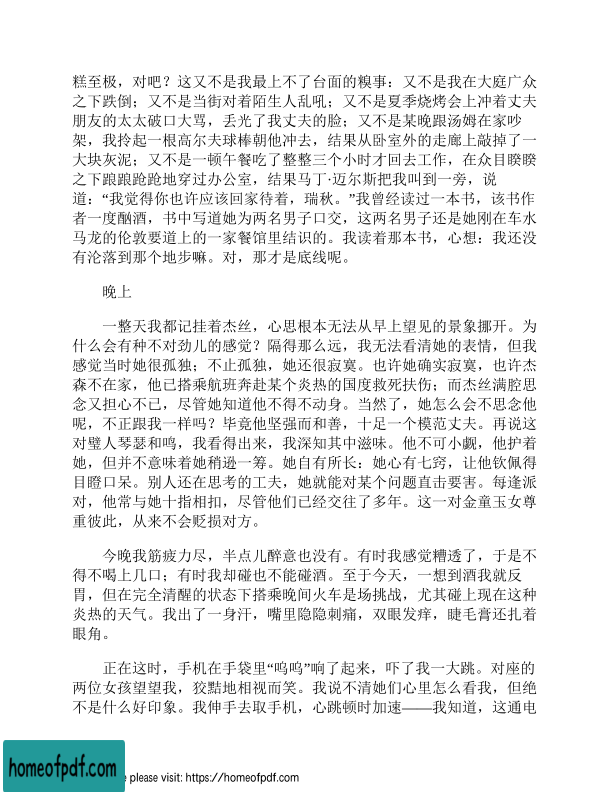 糕至极，对吧？这又不是我最上不了台面的糗事：又不是我在大庭广众
之下跌倒；又不是当街对着陌生人乱吼；又不是夏季烧烤会上冲着丈夫
朋友的太太破口大骂，丢光了我丈夫的脸；又不是某晚跟汤姆在家吵
架，我拎起一根高尔夫球棒朝他冲去，结果从卧室外的走廊上敲掉了一
大块灰泥；又不是一顿午餐吃了整整三个小时才回去工作，在众目睽睽
之下踉踉跄跄地穿过办公室，结果马丁·迈尔斯把我叫到一旁，说
道：“我觉得你也许应该回家待着，瑞秋。”我曾经读过一本书，该书作
者一度酗酒，书中写道她为两名男子口交，这两名男子还是她刚在车水
马龙的伦敦要道上的一家餐馆里结识的。我读着那本书，心想：我还没
有沦落到那个地步嘛。对，那才是底线呢。
晚上
一整天我都记挂着杰丝，心思根本无法从早上望见的景象挪开。为
什么会有种不对劲儿的感觉？隔得那么远，我无法看清她的表情，但我
感觉当时她很孤独；不止孤独，她还很寂寞。也许她确实寂寞，也许杰
森不在家，他已搭乘航班奔赴某个炎热的国度救死扶伤；而杰丝满腔思
念又担心不已，尽管她知道他不得不动身。当然了，她怎么会不思念他
呢，不正跟我一样吗？毕竟他坚强而和善，十足一个模范丈夫。再说这
对璧人琴瑟和鸣，我看得出来，我深知其中滋味。他不可小觑，他护着
她，但并不意味着她稍逊一筹。她自有所长：她心有七窍，让他钦佩得
目瞪口呆。别人还在思考的工夫，她就能对某个问题直击要害。每逢派
对，他常与她十指相扣，尽管他们已经交往了多年。这一对金童玉女尊
重彼此，从来不会贬损对方。
今晚我筋疲力尽，半点儿醉意也没有。有时我感觉糟透了，于是不
得不喝上几口；有时我却碰也不能碰酒。至于今天，一想到酒我就反
胃，但在完全清醒的状态下搭乘晚间火车是场挑战，尤其碰上现在这种
炎热的天气。我出了一身汗，嘴里隐隐刺痛，双眼发痒，睫毛膏还扎着
眼角。
正在这时，手机在手袋里“呜呜”响了起来，吓了我一大跳。对座的
两位女孩望望我，狡黠地相视而笑。我说不清她们心里怎么看我，但绝
不是什么好印象。我伸手去取手机，心跳顿时加速——我知道，这通电
homeofpdf.com
e please visit: https://homeofpdf.com